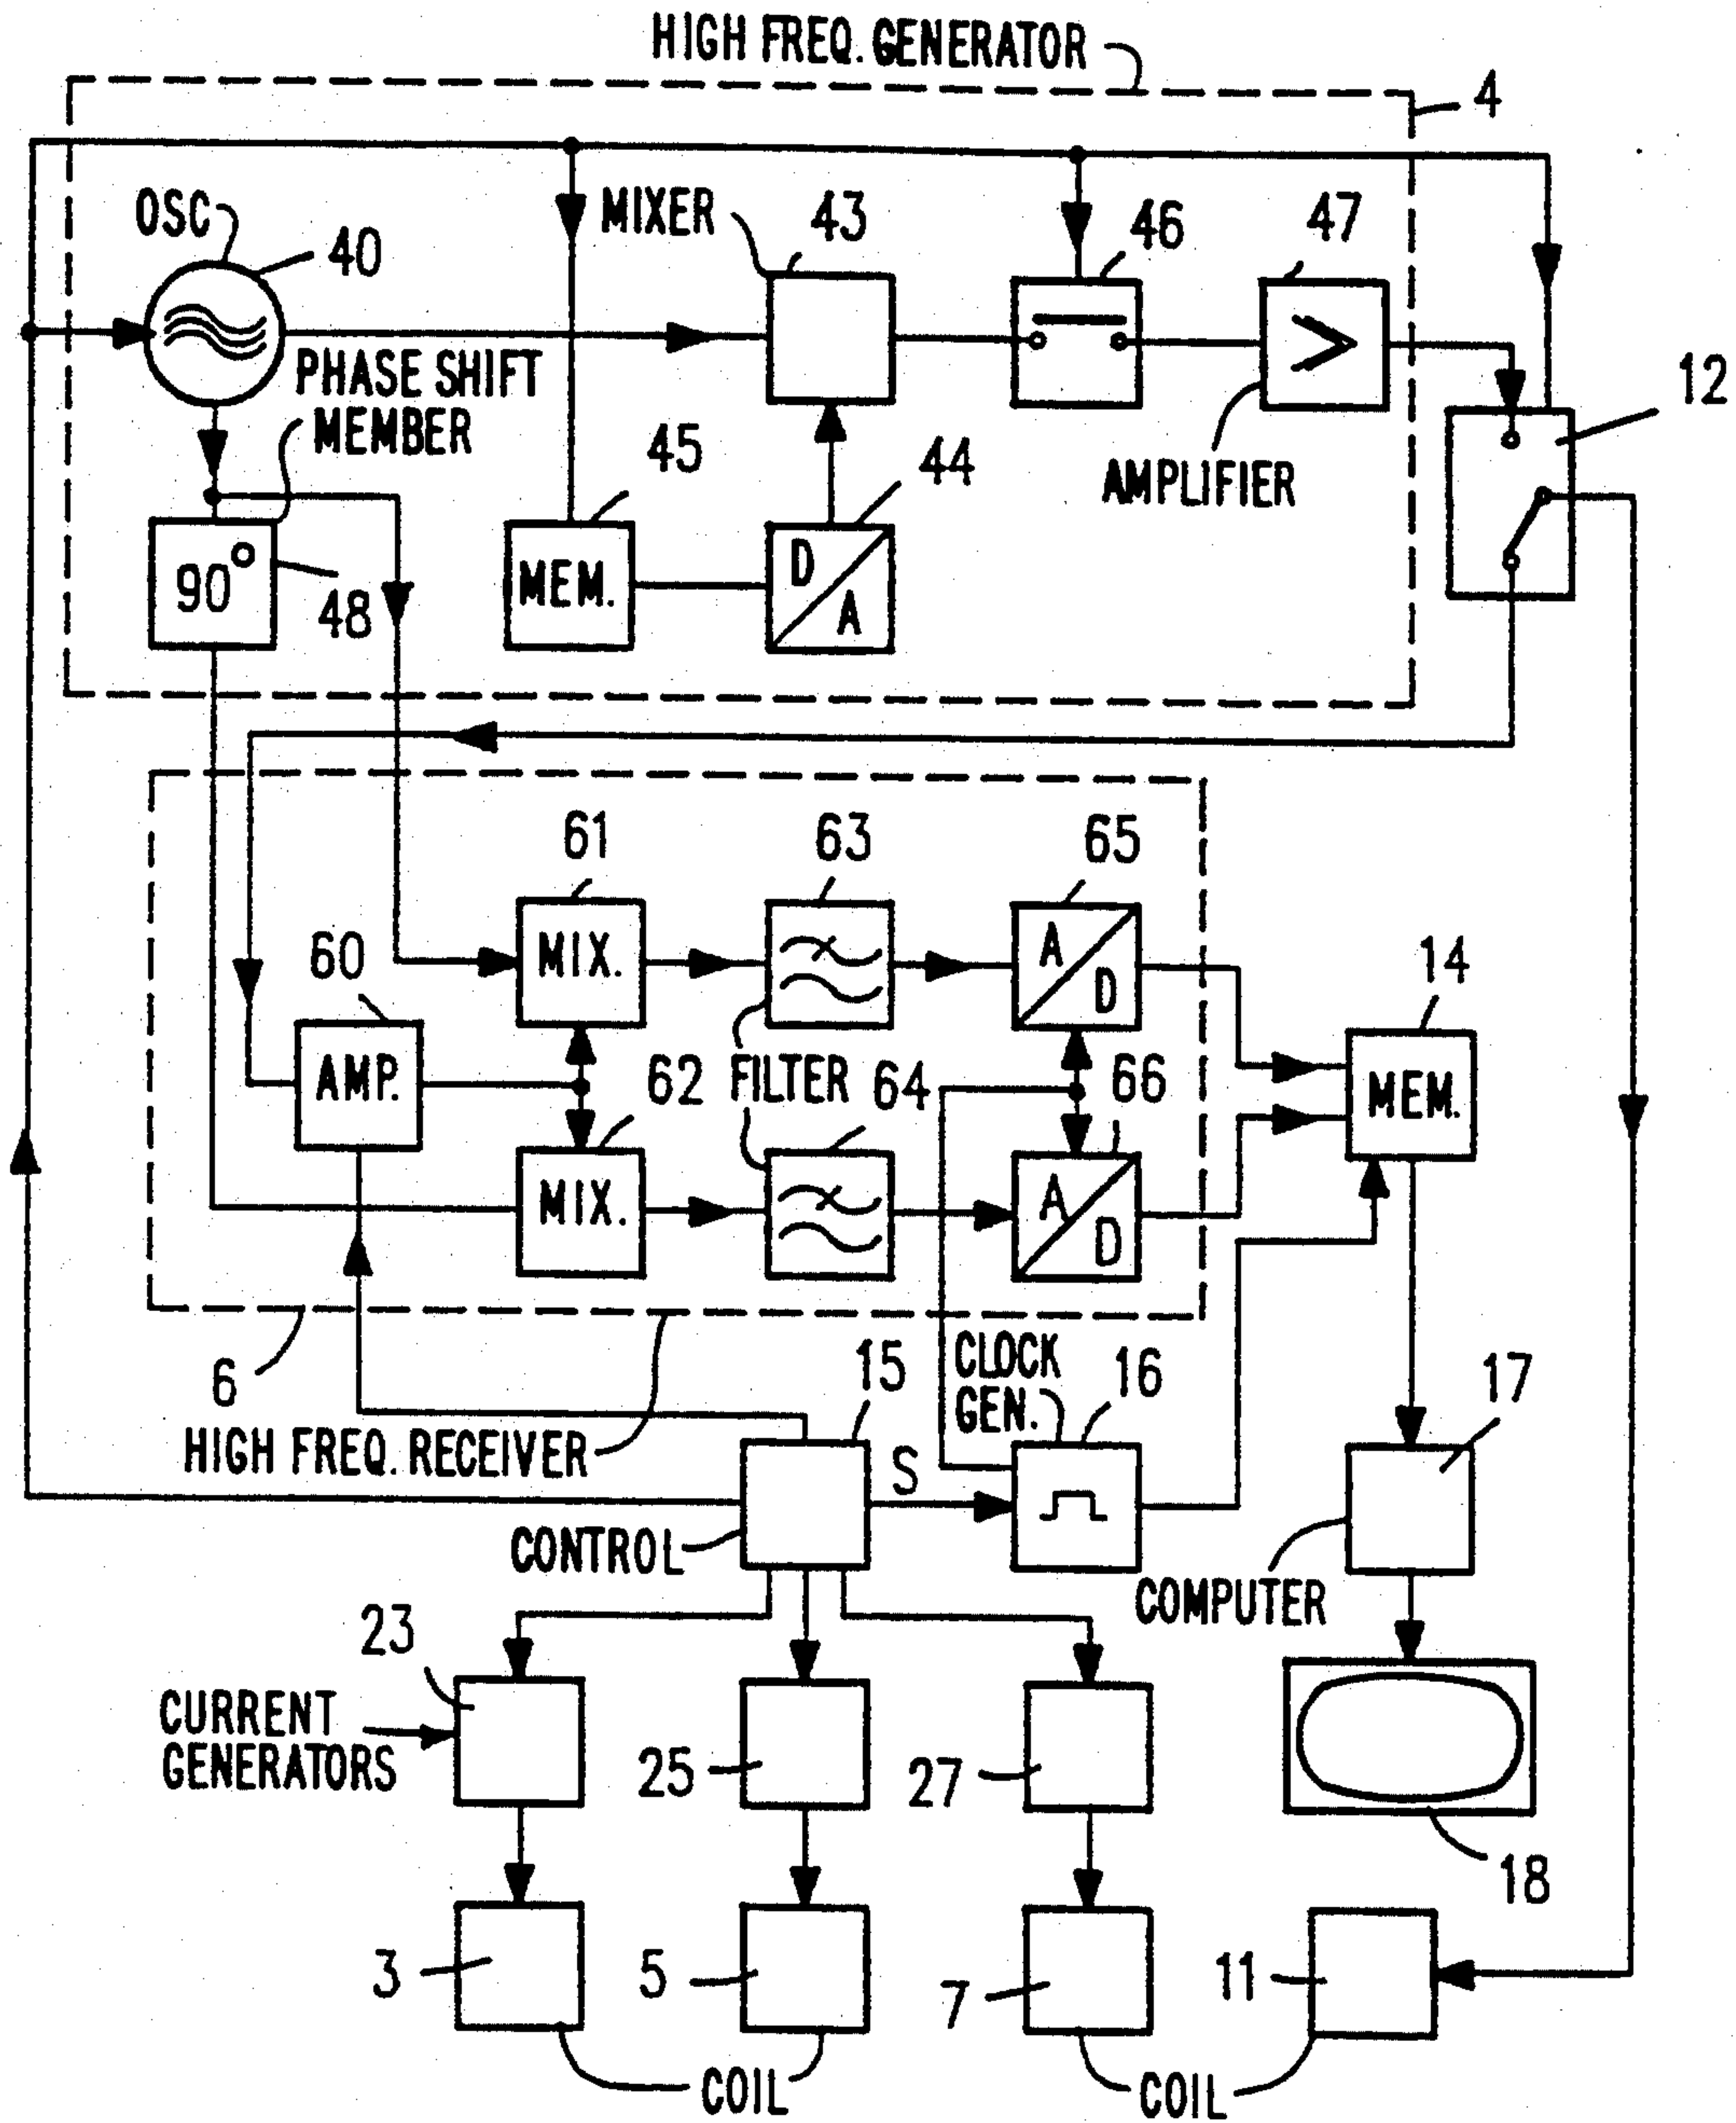 HIGH FREQ. GENERATOR
4
OSC
40
MIXER
43
46
47
PHASE SHIFT
MEMBER
12
45
44
AMPLIFIER
90°
48
MEM.
D
A
61
63
65
60
MIX.
A
D
14
AMP.
62
FILTER
64
66
MEM.
MIX.
A
D
6
15
CLOCK
GEN.
16
17
HIGH FREQ. RECEIVER
S
CONTROL
COMPUTER
23
CURRENT
GENERATORS
25
27
18
3
5
7
11
COIL
COIL